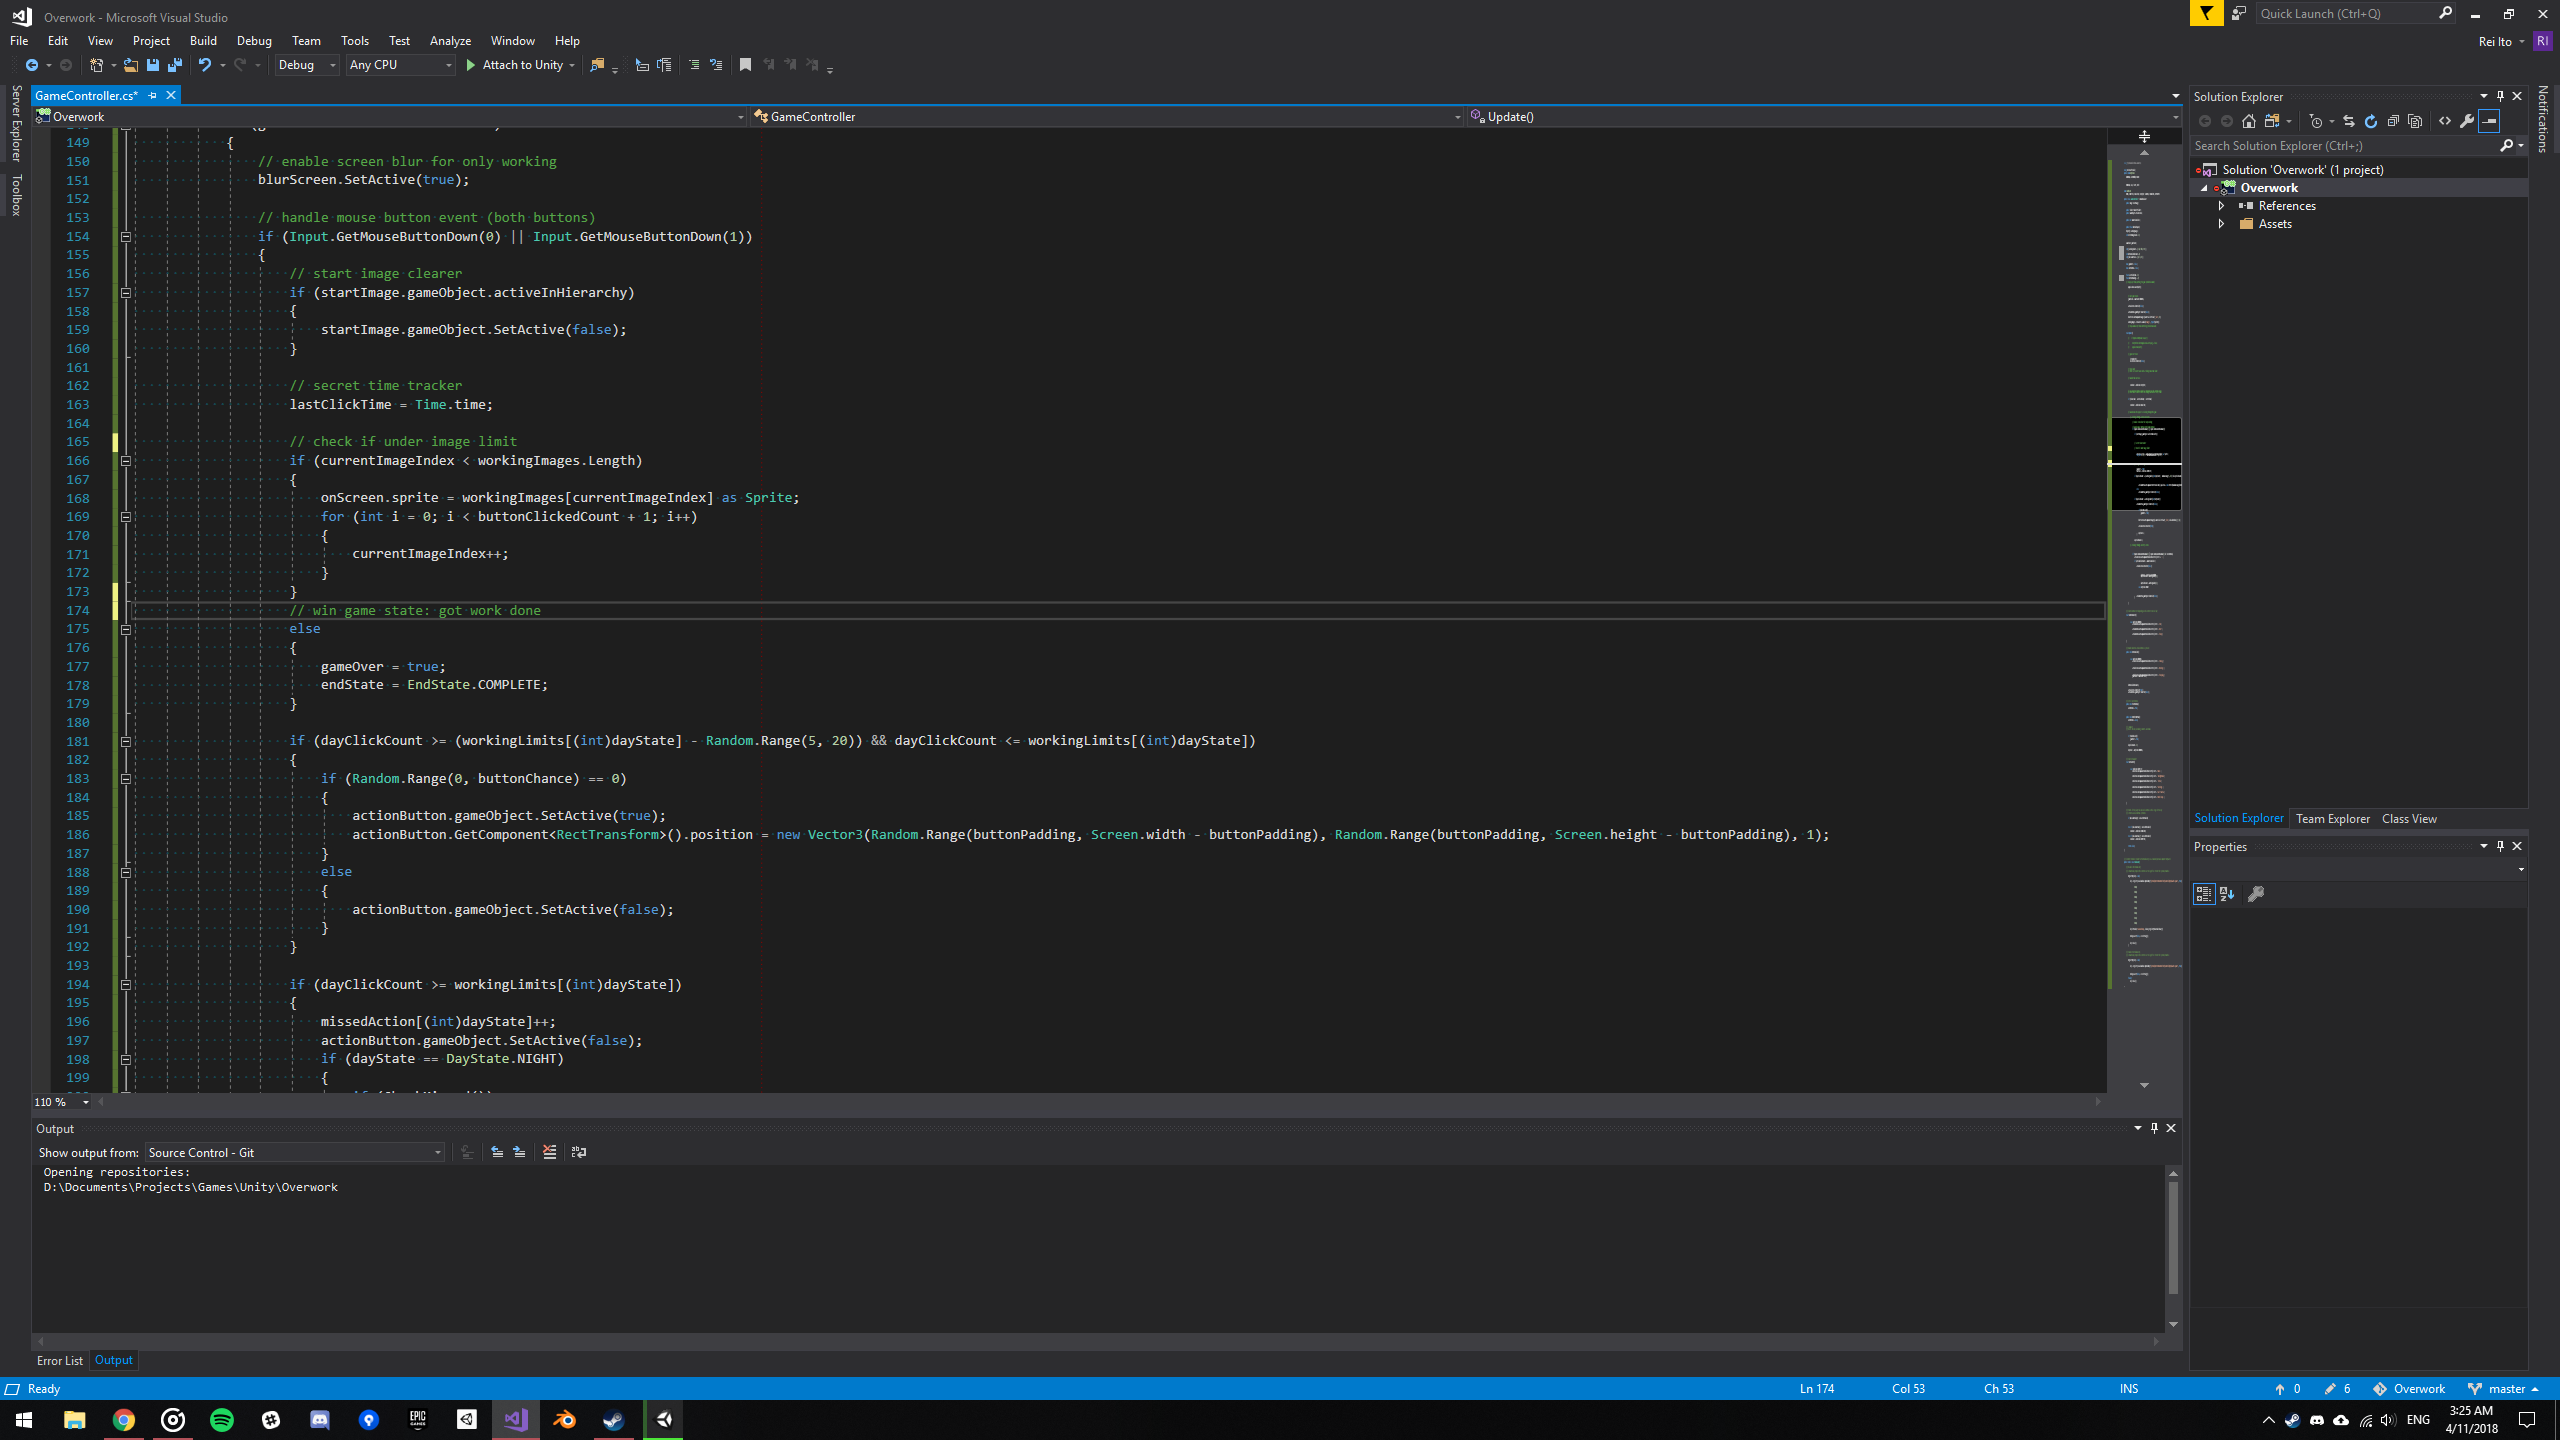 Overwork - Microsoft Visual Studio
Quick Launch (Ctrl+Q)
File Edit View Project Build Debug Team Tools Test Analyze Window Help
Rei Ito RI
Debug Any CPU Attach to Unity
Server Explorer
Toolbox
GameController.cs*
Overwork GameController Update()
149 {
150 // enable screen blur for only working
151 blurScreen.SetActive(true);
152
153 // handle mouse button event (both buttons)
154 if (Input.GetMouseButtonDown(0) || Input.GetMouseButtonDown(1))
155 {
156 // start image clearer
157 if (startImage.gameObject.activeInHierarchy)
158 {
159 startImage.gameObject.SetActive(false);
160 }
161
162 // secret time tracker
163 lastClickTime = Time.time;
164
165 // check if under image limit
166 if (currentImageIndex < workingImages.Length)
167 {
168 onScreen.sprite = workingImages[currentImageIndex] as Sprite;
169 for (int i = 0; i < buttonClickedCount + 1; i++)
170 {
171 currentImageIndex++;
172 }
173 }
174 // win game state: got work done
175 else
176 {
177 gameOver = true;
178 endState = EndState.COMPLETE;
179 }
180
181 if (dayClickCount >= (workingLimits[(int)dayState] - Random.Range(5, 20)) && dayClickCount <= workingLimits[(int)dayState])
182 {
183 if (Random.Range(0, buttonChance) == 0)
184 {
185 actionButton.gameObject.SetActive(true);
186 actionButton.GetComponent<RectTransform>().position = new Vector3(Random.Range(buttonPadding, Screen.width - buttonPadding), Random.Range(buttonPadding, Screen.height - buttonPadding), 1);
187 }
188 else
189 {
190 actionButton.gameObject.SetActive(false);
191 }
192 }
193
194 if (dayClickCount >= workingLimits[(int)dayState])
195 {
196 missedAction[(int)dayState]++;
197 actionButton.gameObject.SetActive(false);
198 if (dayState == DayState.NIGHT)
199 {
110 %
Output
Show output from: Source Control - Git
Opening repositories:
D:\Documents\Projects\Games\Unity\Overwork
Error List Output
Solution Explorer
Search Solution Explorer (Ctrl+;)
Solution 'Overwork' (1 project)
Overwork
References
Assets
Solution Explorer Team Explorer Class View
Properties
Notifications
Ready Ln 174 Col 53 Ch 53 INS 0 6 Overwork master
EPIC GAMES
ENG
3:25 AM
4/11/2018